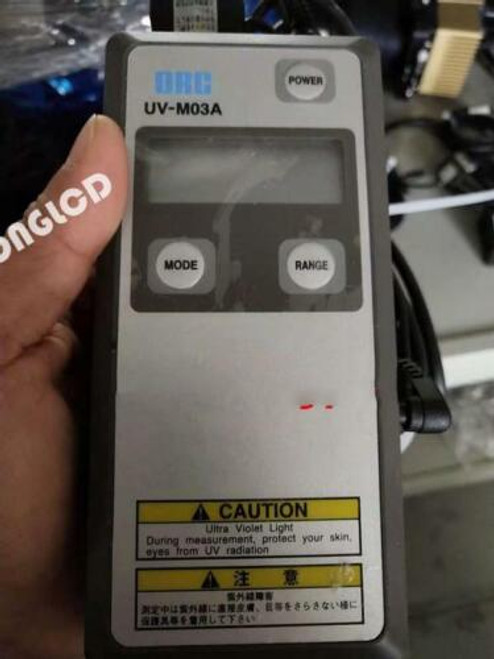 ORC
POWER
UV-M03A
ONGLCD
MODE
RANGE
CAUTION
Ultra Violet Light
During measurement, protect your skin,
eyes from UV radiation
注 意
紫外線障害
測定中は紫外線に直接皮膚、目等をさらさない様に
保護具等を着用して下さい